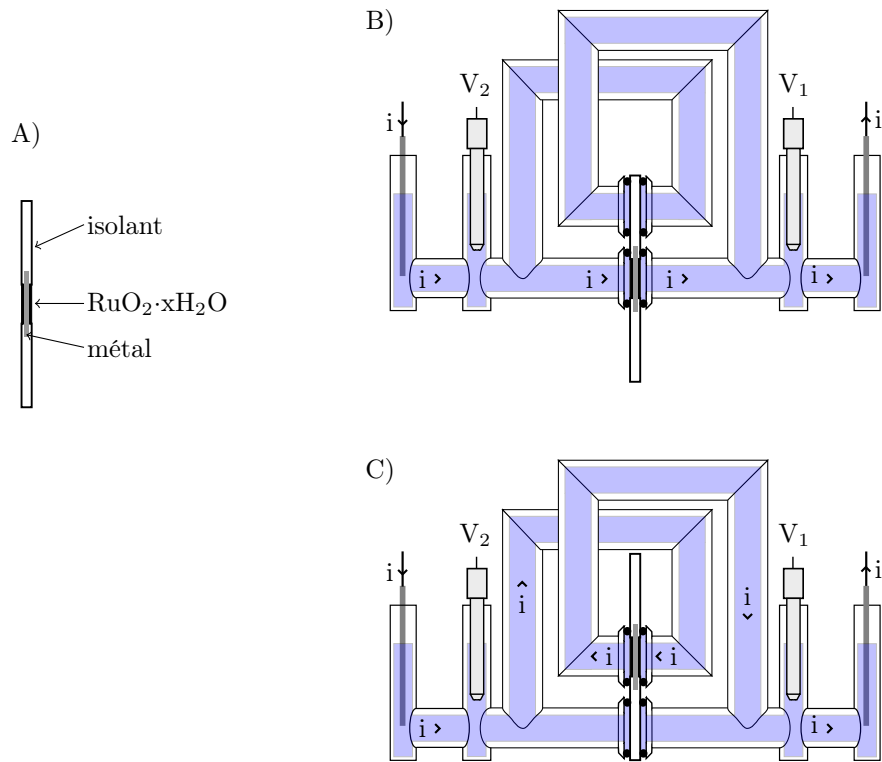 A)
isolant
RuO₂·xH₂O
métal
B)
V₂ V₁
i i
i i i i
C)
V₂ V₁
i i
i i
i i
i i